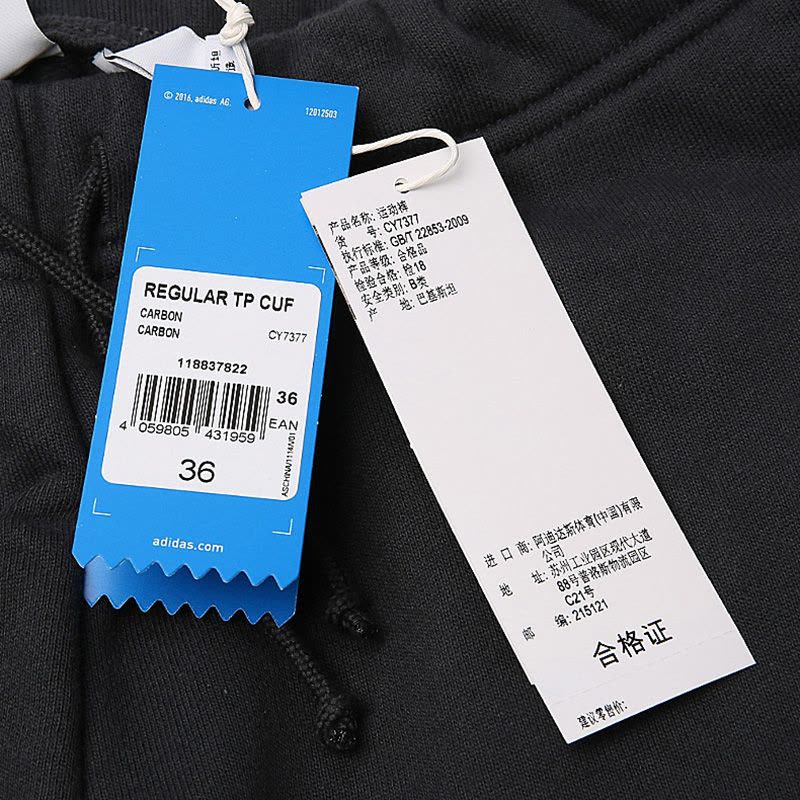 © 2016, adidas AG.
12012503
REGULAR TP CUF
CARBON
CARBON CY7377
118837822
36
EAN
4 059805 431959
36
ASCHINA/1114/V01
adidas.com
产品名称: 运动裤
货 号: CY7377
执行标准: GB/T 22853-2009
产品等级: 合格品
检验合格: 检18
安全类别: B类
产 地: 巴基斯坦
进 口 商: 阿迪达斯体育(中国)有限
公司
地 址: 苏州工业园区现代大道
88号普格斯物流园区
C21号
邮 编: 215121
合格证
建议零售价: